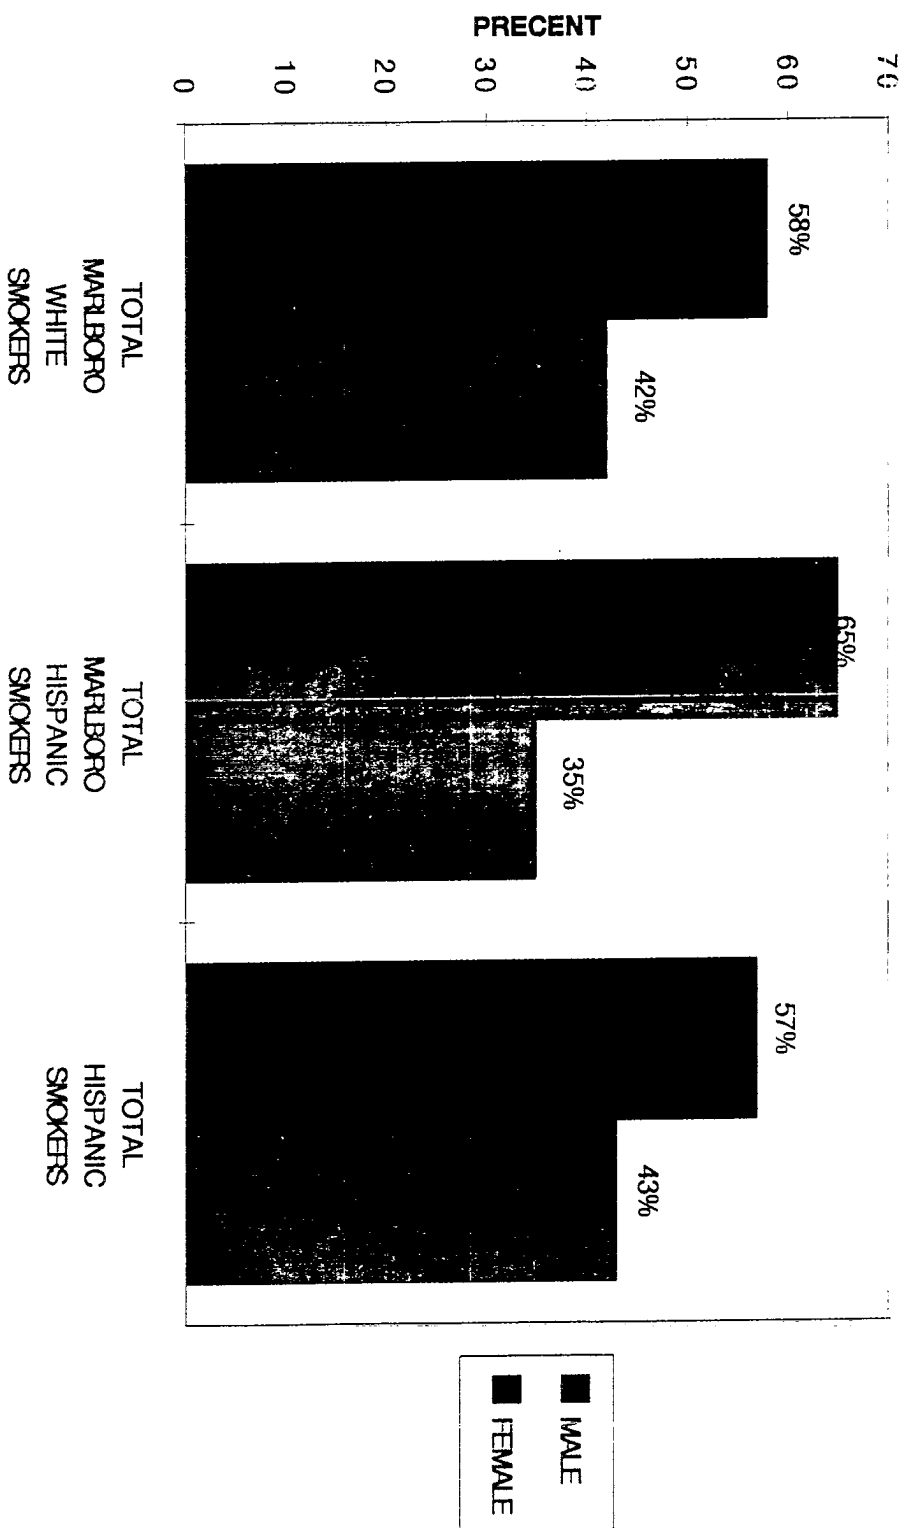 PRECENT
70
60
50
40
30
20
10
0
58%
42%
65%
35%
57%
43%
TOTAL
MARLBORO
WHITE
SMOKERS
TOTAL
MARLBORO
HISPANIC
SMOKERS
TOTAL
HISPANIC
SMOKERS
MALE
FEMALE